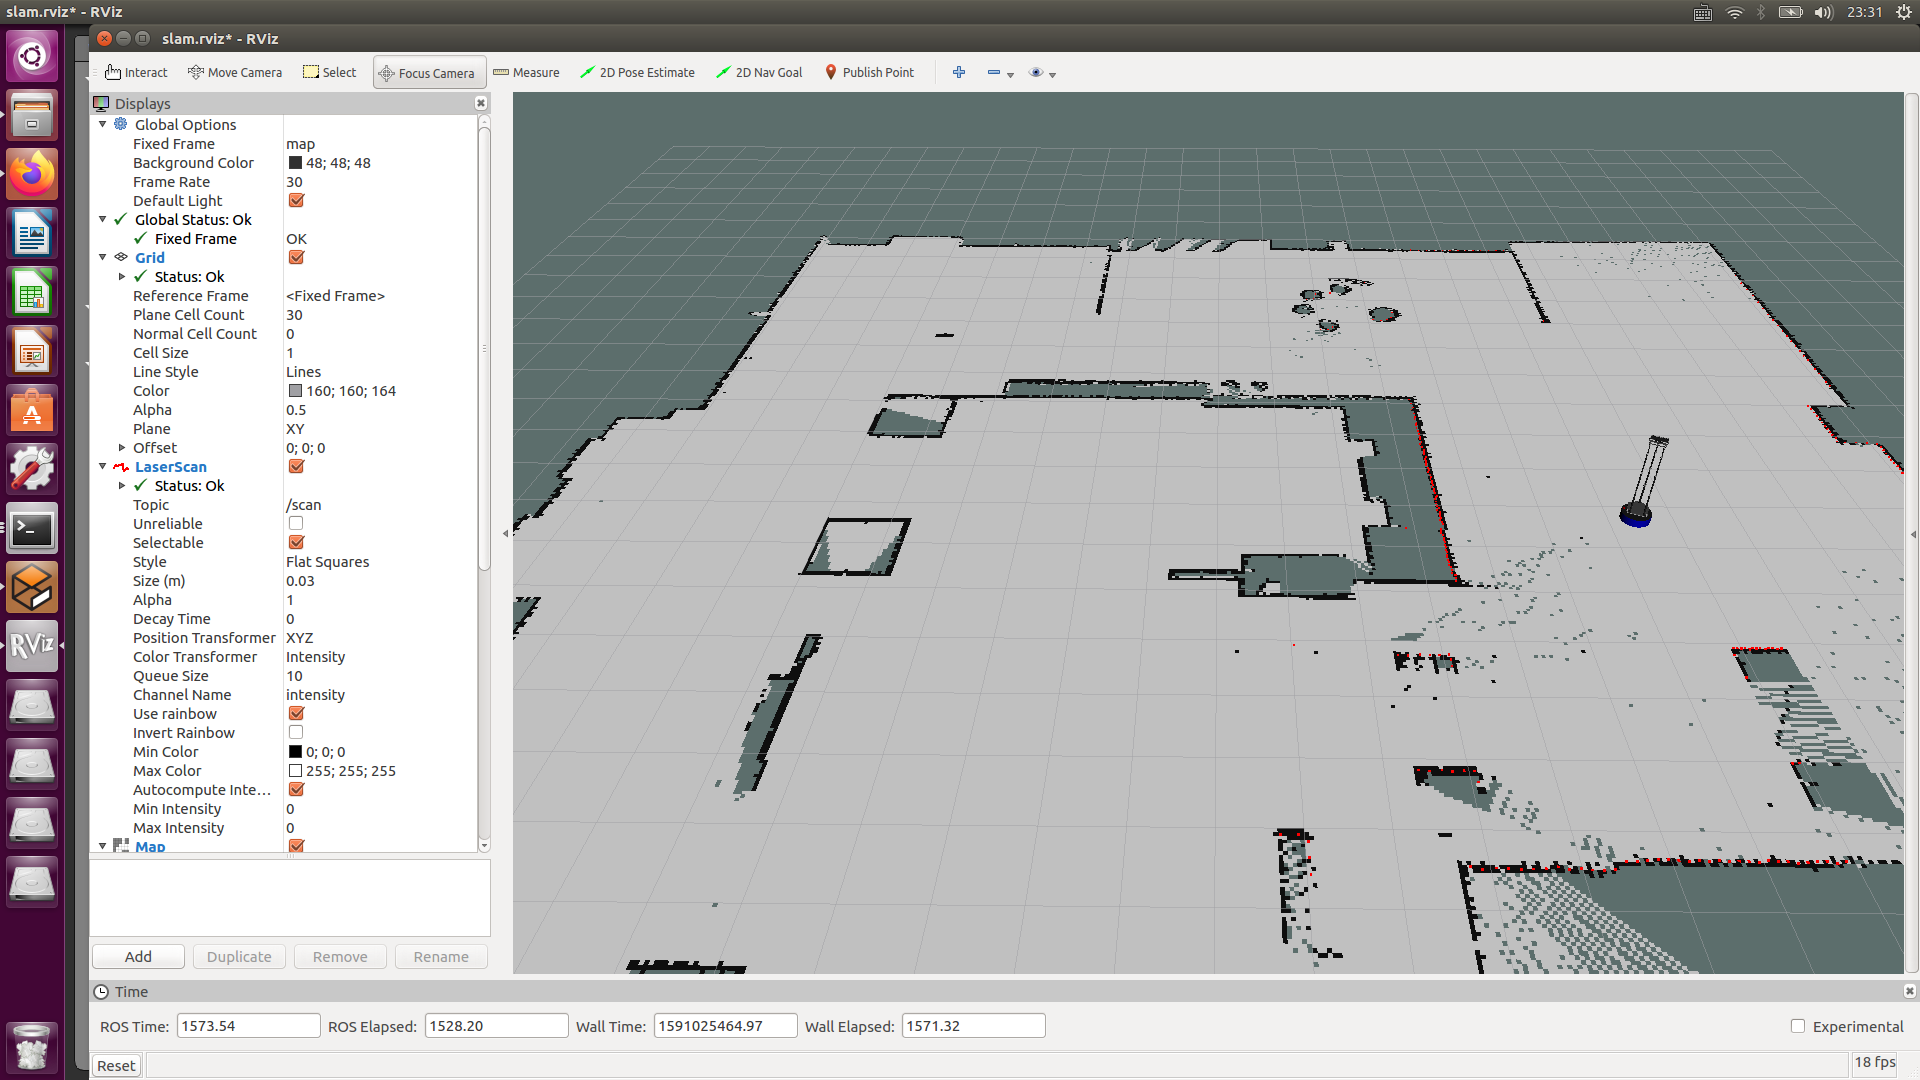 slam.rviz* - RViz
23:31
slam.rviz* - RViz
Interact Move Camera Select Focus Camera Measure 2D Pose Estimate 2D Nav Goal Publish Point
Displays
Global Options
Fixed Frame map
Background Color 48; 48; 48
Frame Rate 30
Default Light
Global Status: Ok
Fixed Frame OK
Grid
Status: Ok
Reference Frame <Fixed Frame>
Plane Cell Count 30
Normal Cell Count 0
Cell Size 1
Line Style Lines
Color 160; 160; 164
Alpha 0.5
Plane XY
Offset 0; 0; 0
LaserScan
Status: Ok
Topic /scan
Unreliable
Selectable
Style Flat Squares
Size (m) 0.03
Alpha 1
Decay Time 0
Position Transformer XYZ
Color Transformer Intensity
Queue Size 10
Channel Name intensity
Use rainbow
Invert Rainbow
Min Color 0; 0; 0
Max Color 255; 255; 255
Autocompute Inte...
Min Intensity 0
Max Intensity 0
Map
RViz
Add Duplicate Remove Rename
Time
ROS Time: 1573.54 ROS Elapsed: 1528.20 Wall Time: 1591025464.97 Wall Elapsed: 1571.32 Experimental
Reset 18 fps